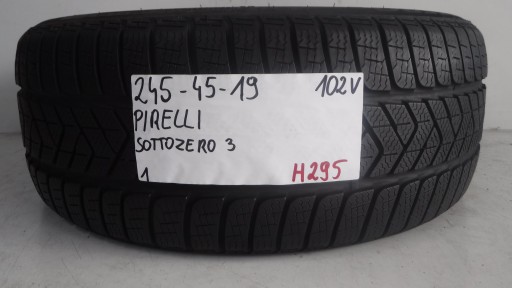 245-45-19 102V
PIRELLI
SOTTOZERO 3
1 H295